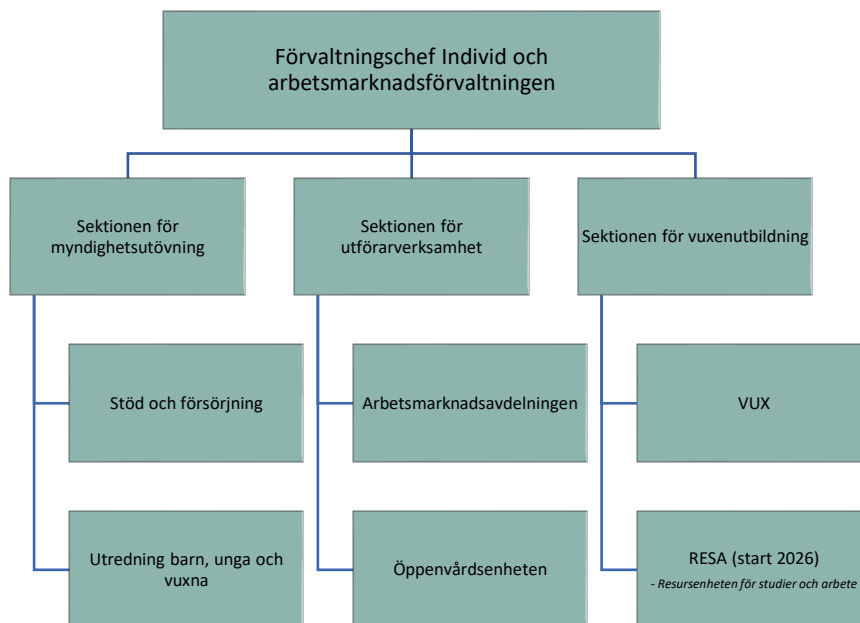 Förvaltningschef Individ och
arbetsmarknadsförvaltningen
Sektionen för
myndighetsutövning
Sektionen för
utförarverksamhet
Sektionen för vuxenutbildning
Stöd och försörjning
Arbetsmarknadsavdelningen
VUX
Utredning barn, unga och
vuxna
Öppenvårdsenheten
RESA (start 2026)
- Resursenheten för studier och arbete